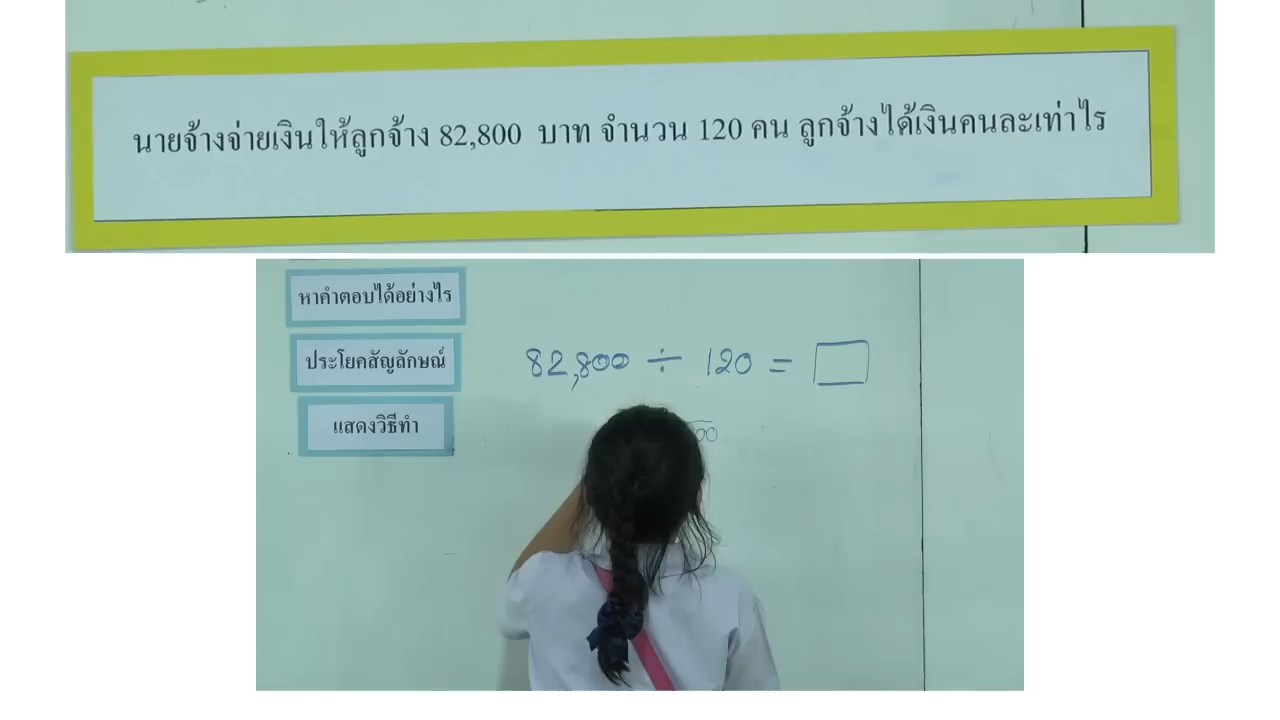 นายจ้างจ่ายเงินให้ลูกจ้าง 82,800 บาท จำนวน 120 คน ลูกจ้างได้เงินคนละเท่าไร
หาคำตอบได้อย่างไร
ประโยคสัญลักษณ์
82,800 ÷ 120 = □
แสดงวิธีทำ